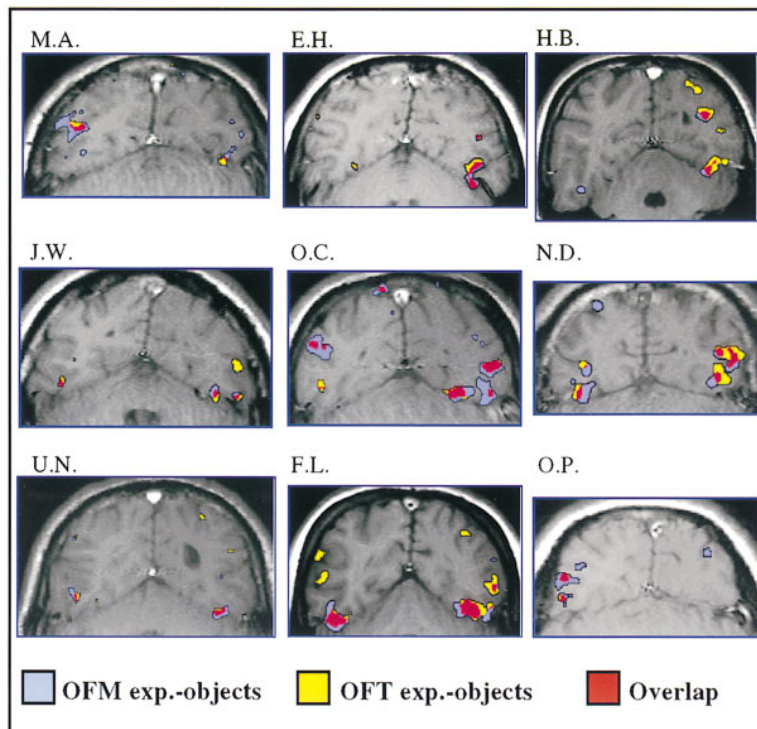 M.A. E.H. H.B.
J.W. O.C. N.D.
U.N. F.L. O.P.
OFM exp.-objects OFT exp.-objects Overlap